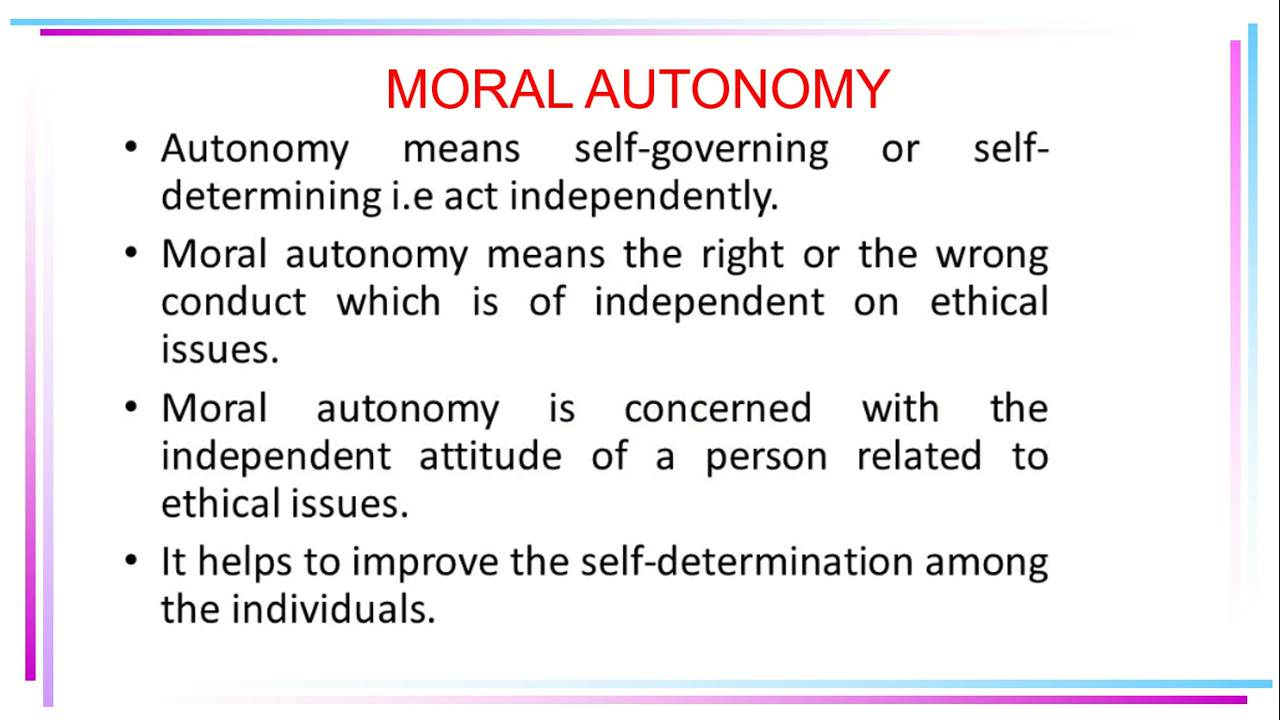 MORAL AUTONOMY
• Autonomy means self-governing or self-
determining i.e act independently.
• Moral autonomy means the right or the wrong
conduct which is of independent on ethical
issues.
• Moral autonomy is concerned with the
independent attitude of a person related to
ethical issues.
• It helps to improve the self-determination among
the individuals.